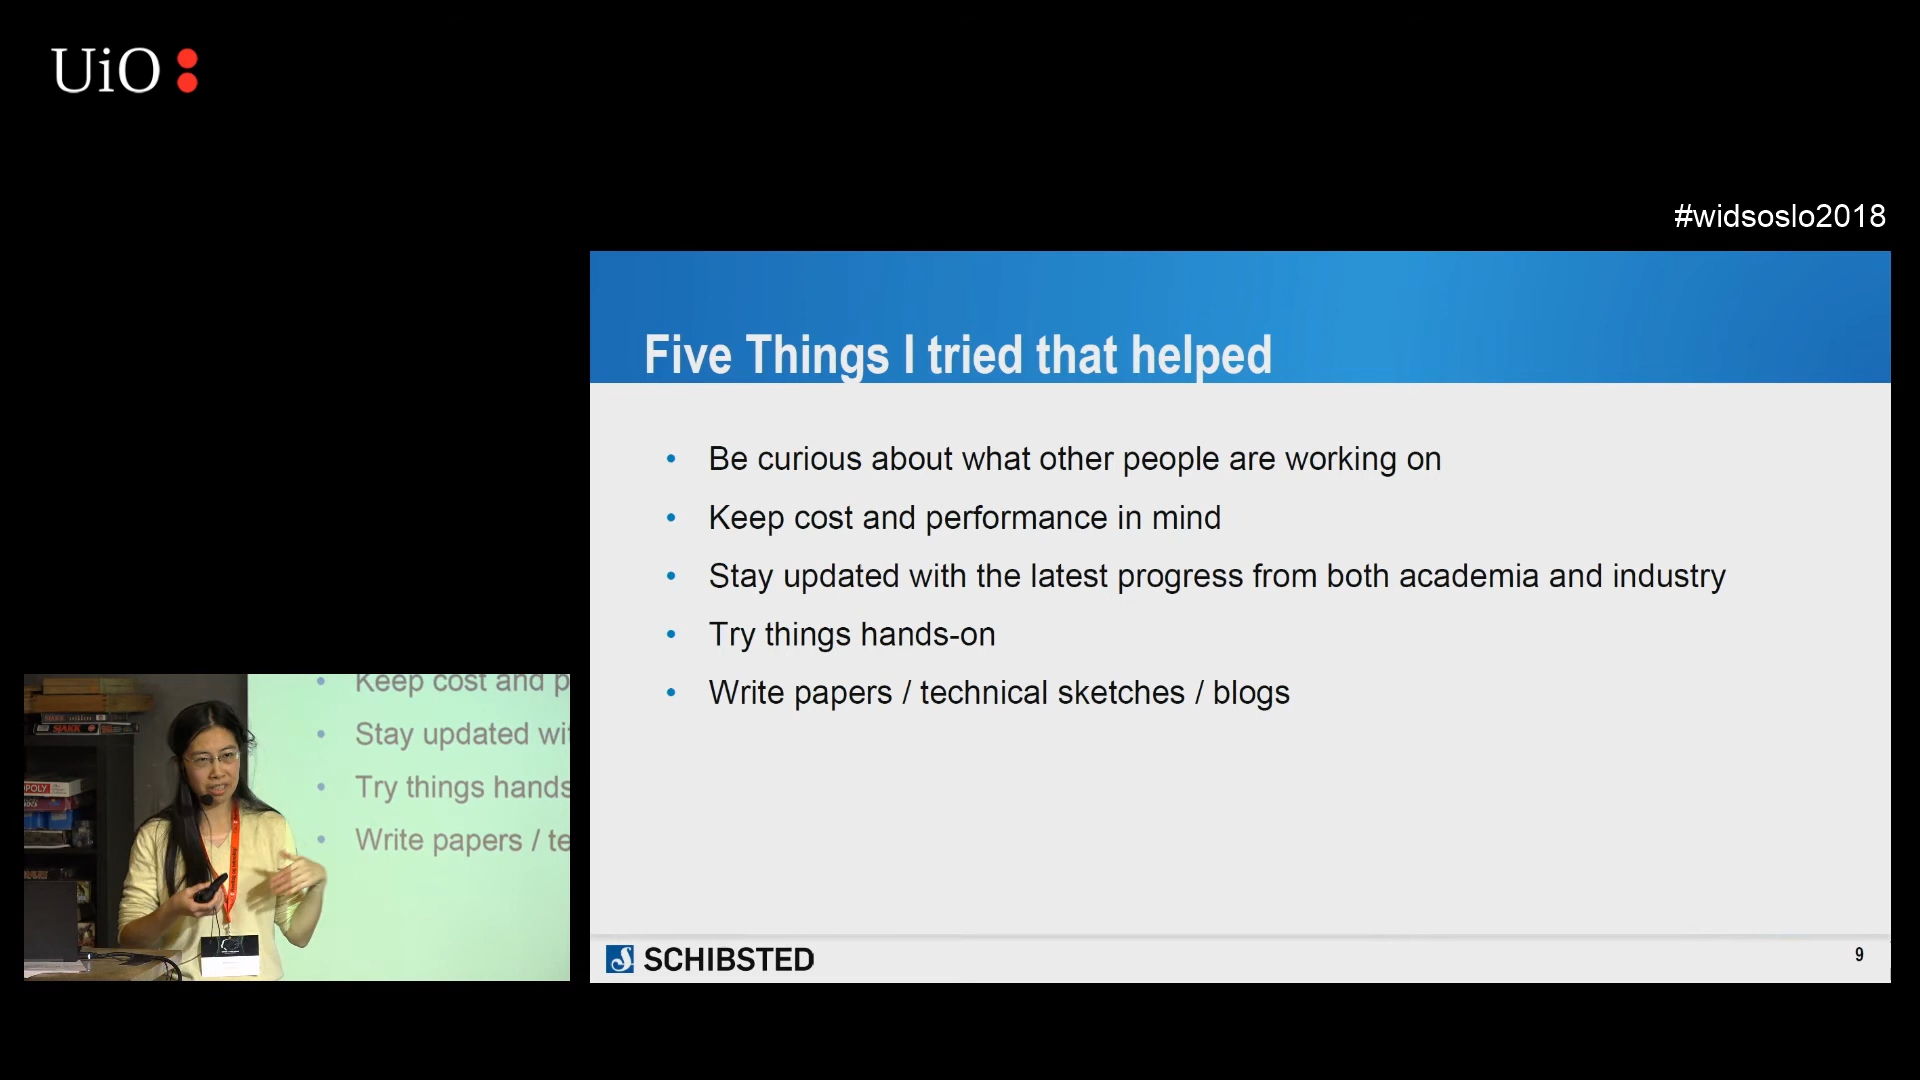 UiO
#widsoslo2018
Five Things I tried that helped
• Be curious about what other people are working on
• Keep cost and performance in mind
• Stay updated with the latest progress from both academia and industry
• Try things hands-on
• Write papers / technical sketches / blogs
SCHIBSTED
9
• Keep cost and p
• Stay updated wi
• Try things hands
• Write papers / te
OPOLY